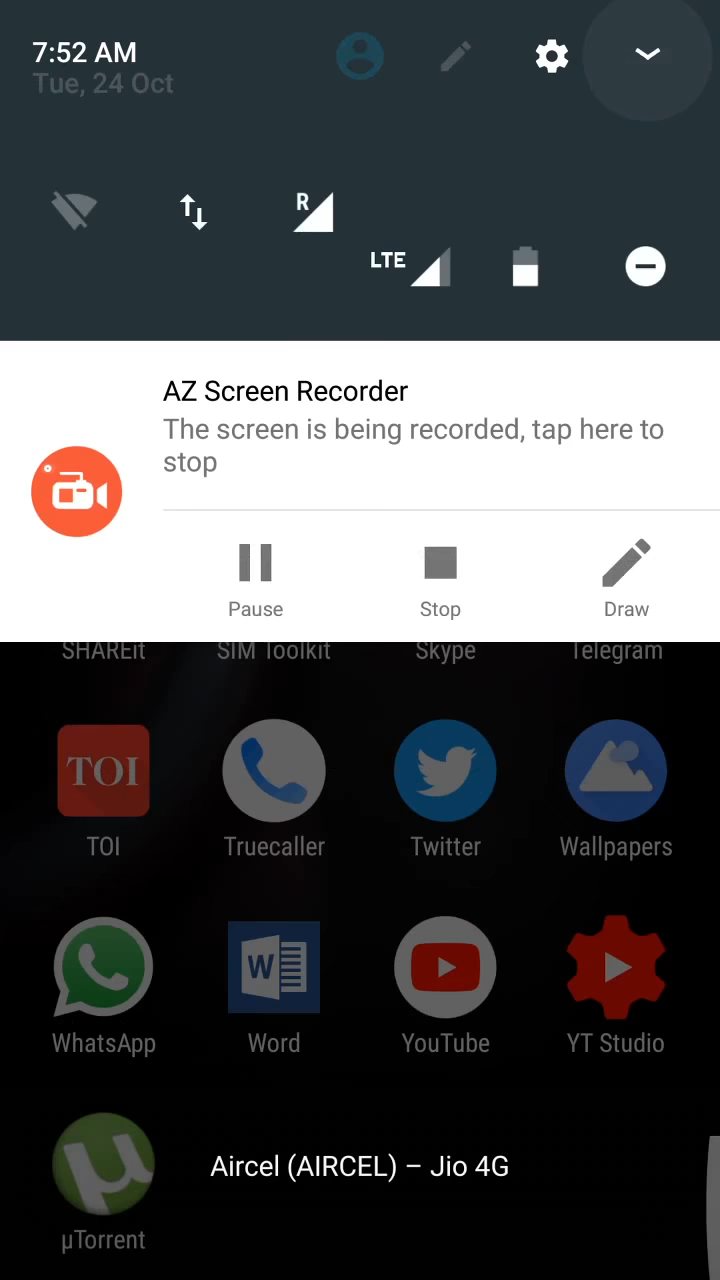 7:52 AM
Tue, 24 Oct
R
LTE
AZ Screen Recorder
The screen is being recorded, tap here to
stop
Pause Stop Draw
SHAREit SIM Toolkit Skype Telegram
TOI
TOI Truecaller Twitter Wallpapers
W
WhatsApp Word YouTube YT Studio
µ
Aircel (AIRCEL) – Jio 4G
µTorrent